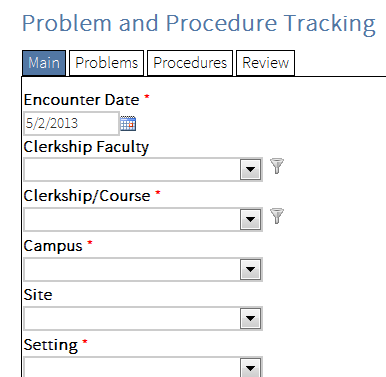 Problem and Procedure Tracking
Main Problems Procedures Review
Encounter Date *
5/2/2013
Clerkship Faculty
Clerkship/Course *
Campus *
Site
Setting *